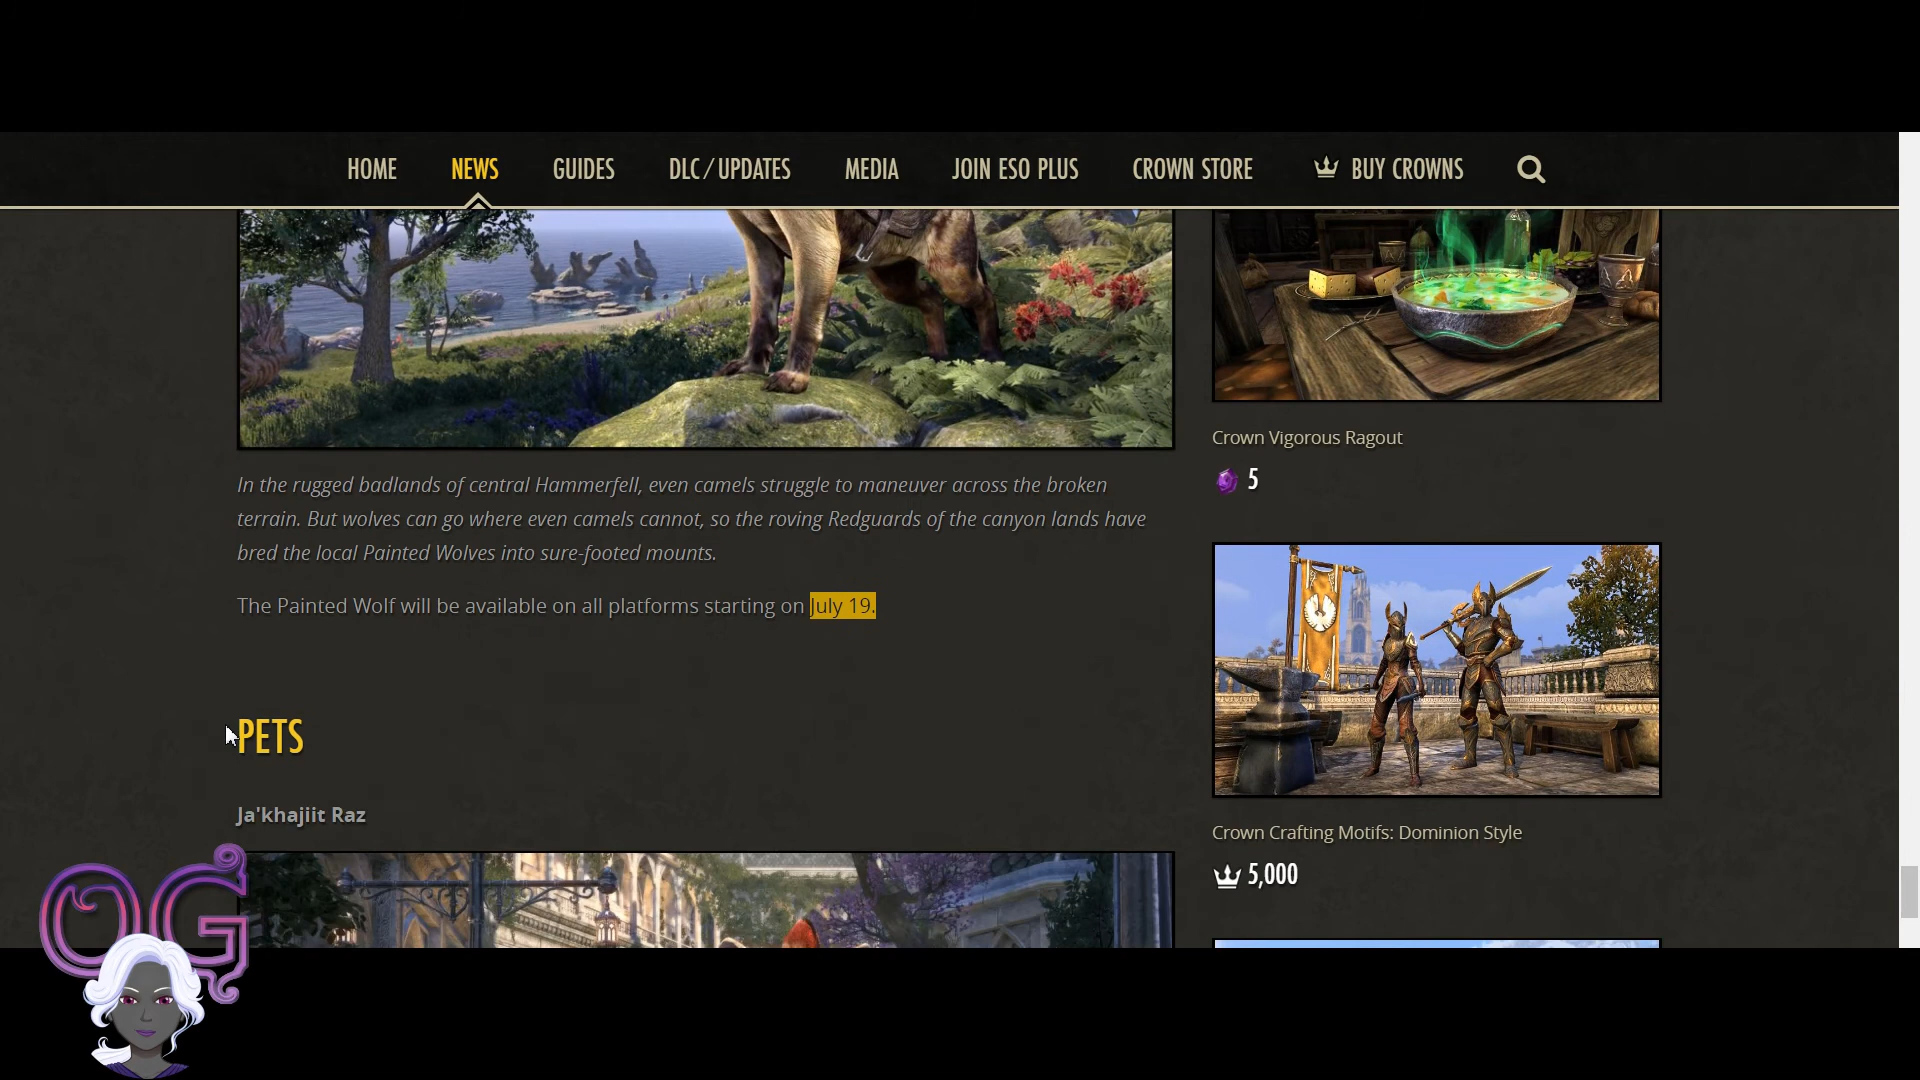 HOME NEWS GUIDES DLC / UPDATES MEDIA JOIN ESO PLUS CROWN STORE BUY CROWNS
In the rugged badlands of central Hammerfell, even camels struggle to maneuver across the broken
terrain. But wolves can go where even camels cannot, so the roving Redguards of the canyon lands have
bred the local Painted Wolves into sure-footed mounts.
The Painted Wolf will be available on all platforms starting on July 19.
PETS
Ja'khajiit Raz
Crown Vigorous Ragout
5
Crown Crafting Motifs: Dominion Style
5,000
OG